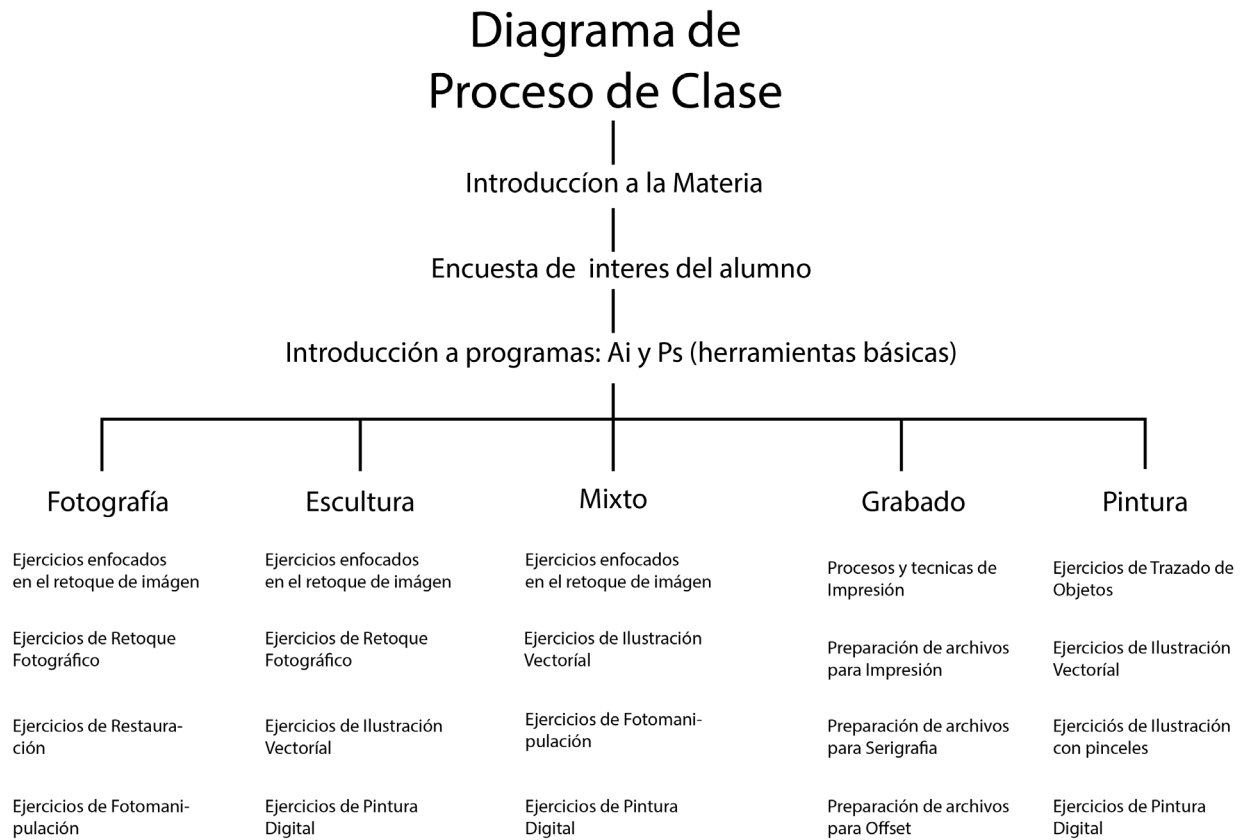 Diagrama de
Proceso de Clase
Introduccíon a la Materia
Encuesta de  interes del alumno
Introducción a programas: Ai y Ps (herramientas básicas)
Fotografía
Ejercicios enfocados
en el retoque de imágen
Ejercicios de Retoque
Fotográfico
Ejercicios de Restaura-
ción
Ejercicios de Fotomani-
pulación
Escultura
Ejercicios enfocados
en el retoque de imágen
Ejercicios de Retoque
Fotográfico
Ejercicios de Ilustración
Vectoríal
Ejercicios de Pintura
Digital
Mixto
Ejercicios enfocados
en el retoque de imágen
Ejercicios de Ilustración
Vectoríal
Ejercicios de Fotomani-
pulación
Ejercicios de Pintura
Digital
Grabado
Procesos y tecnicas de
Impresión
Preparación de archivos
para Impresión
Preparación de archivos
para Serigrafia
Preparación de archivos
para Offset
Pintura
Ejercicios de Trazado de
Objetos
Ejercicios de Ilustración
Vectoríal
Ejerciciós de Ilustración
con pinceles
Ejercicios de Pintura
Digital